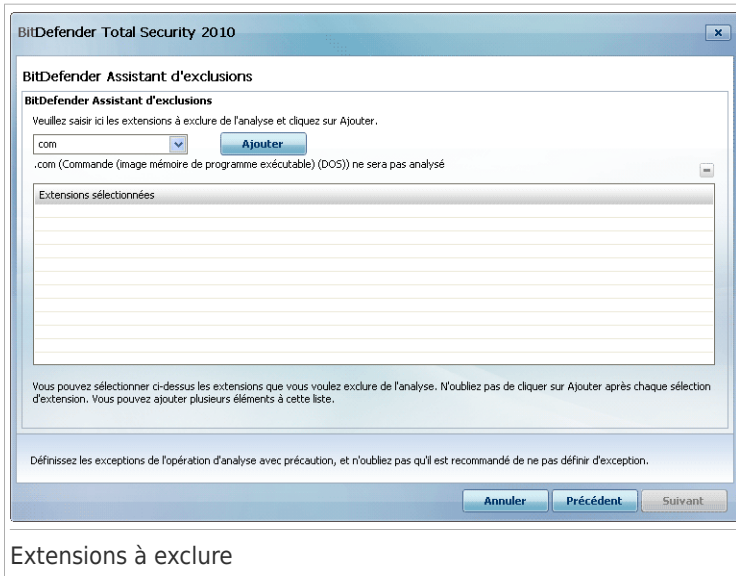 BitDefender Total Security 2010
BitDefender Assistant d'exclusions
BitDefender Assistant d'exclusions
Veuillez saisir ici les extensions à exclure de l'analyse et cliquez sur Ajouter.
com
Ajouter
.com (Commande (image mémoire de programme exécutable) (DOS)) ne sera pas analysé
Extensions sélectionnées
Vous pouvez sélectionner ci-dessus les extensions que vous voulez exclure de l'analyse. N'oubliez pas de cliquer sur Ajouter après chaque sélection
d'extension. Vous pouvez ajouter plusieurs éléments à cette liste.
Définissez les exceptions de l'opération d'analyse avec précaution, et n'oubliez pas qu'il est recommandé de ne pas définir d'exception.
Annuler Précédent Suivant
Extensions à exclure